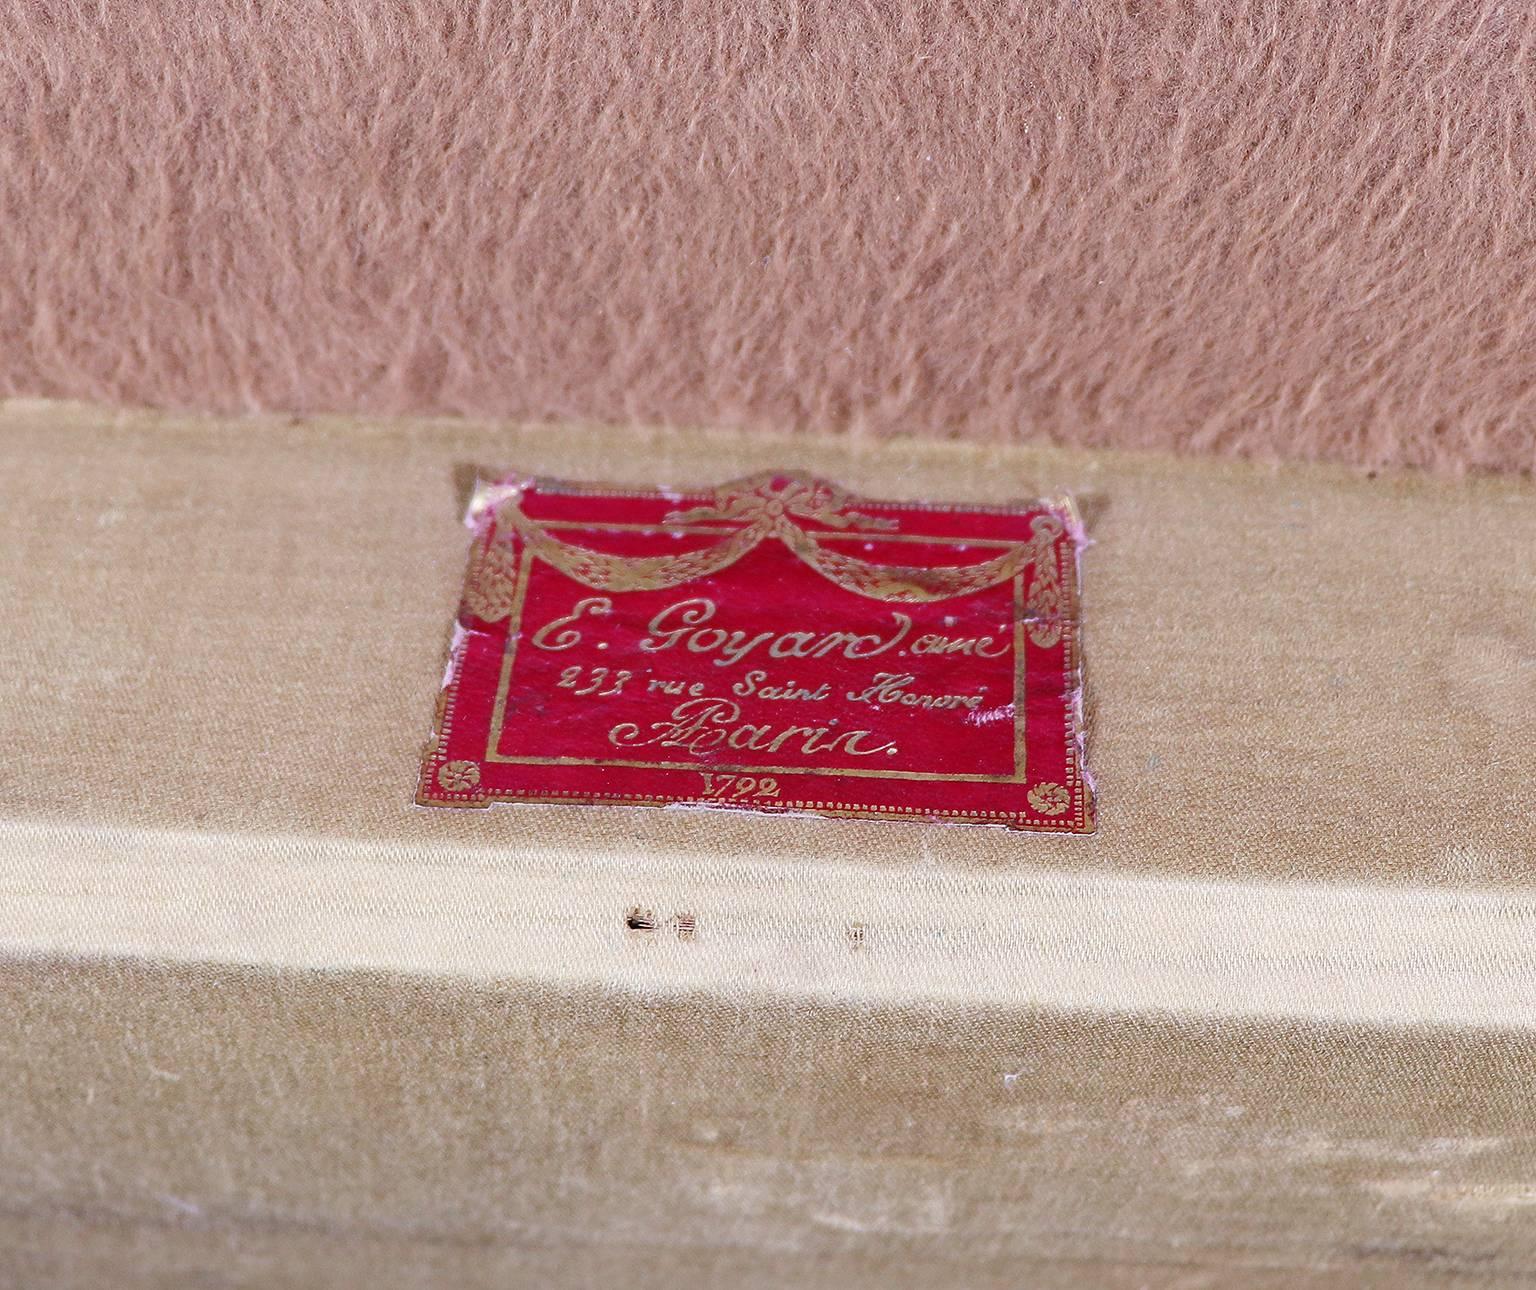 E. Goyard aîné
233 rue Saint Honoré
Paris.
1792